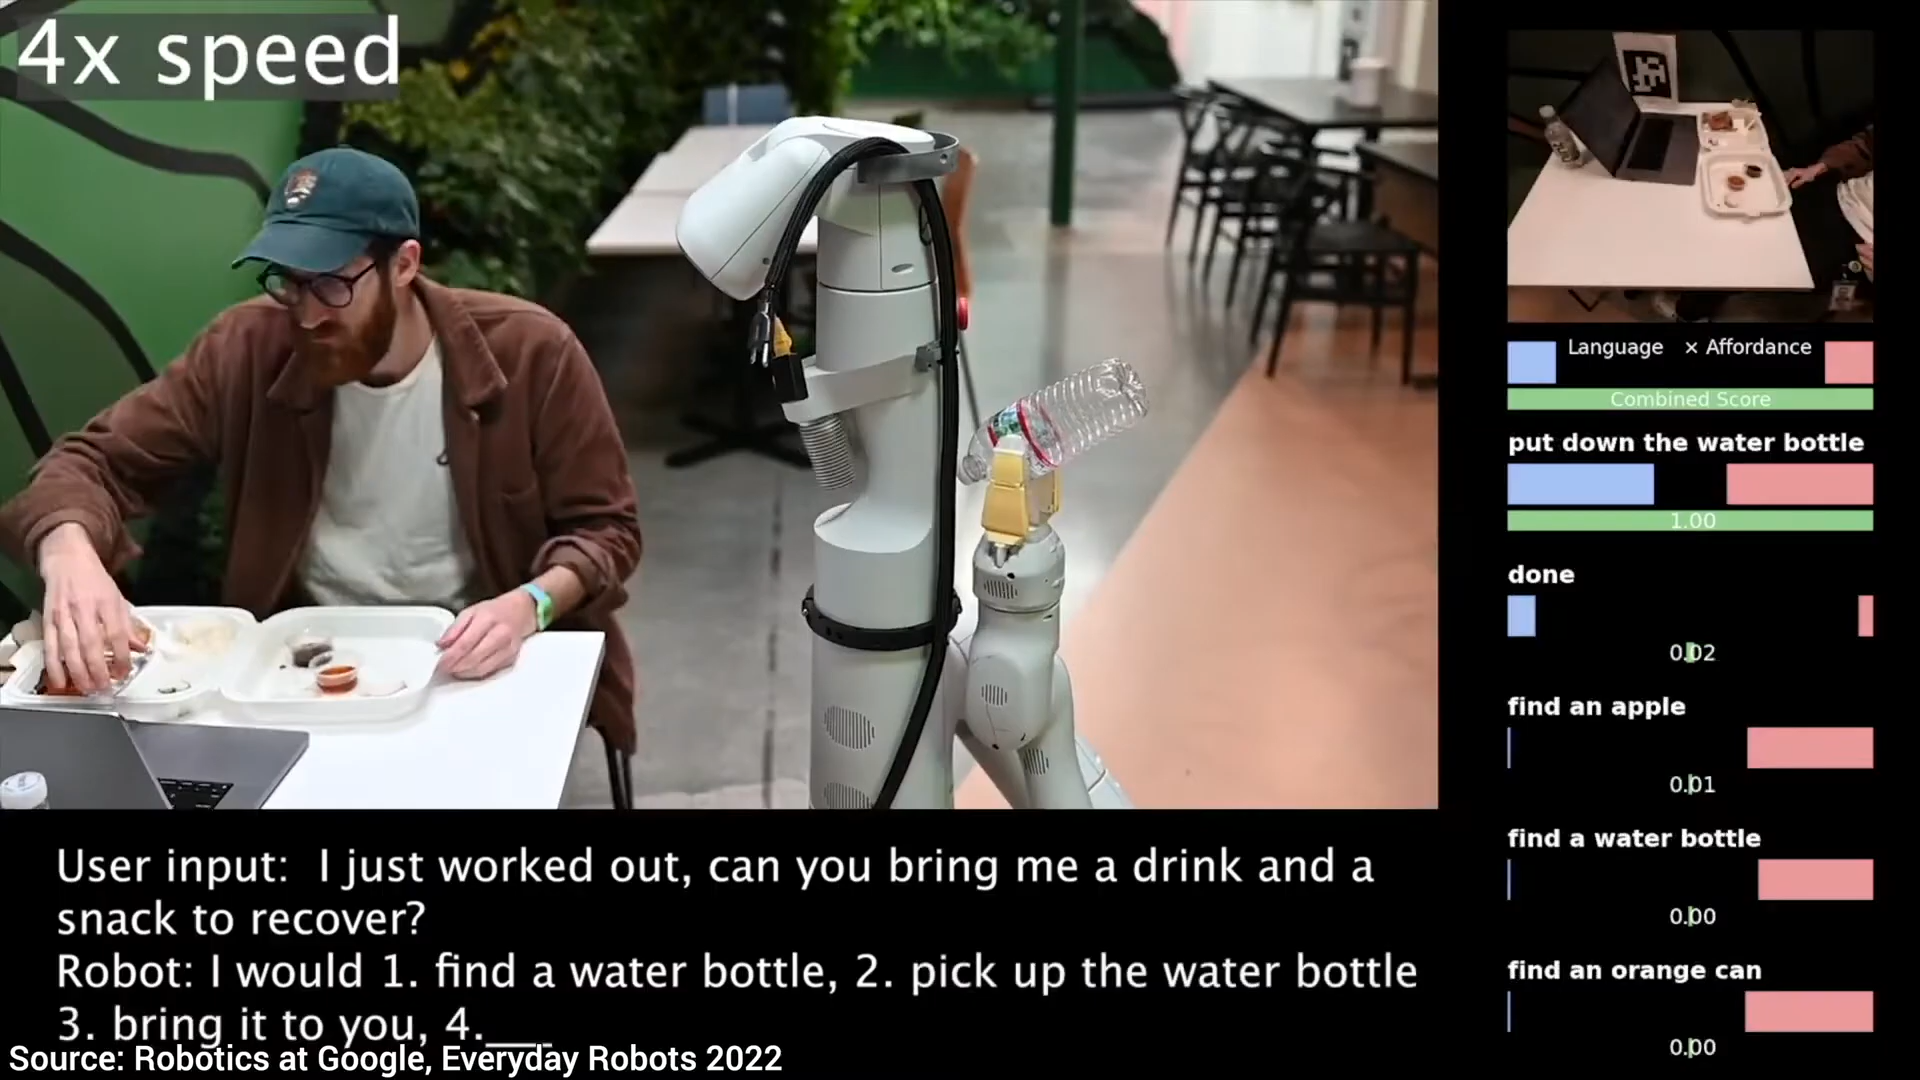 4x speed
Language × Affordance
Combined Score
put down the water bottle
1.00
done
0.02
find an apple
0.01
find a water bottle
0.00
find an orange can
0.00
User input: I just worked out, can you bring me a drink and a
snack to recover?
Robot: I would 1. find a water bottle, 2. pick up the water bottle
3. bring it to you, 4.___
Source: Robotics at Google, Everyday Robots 2022